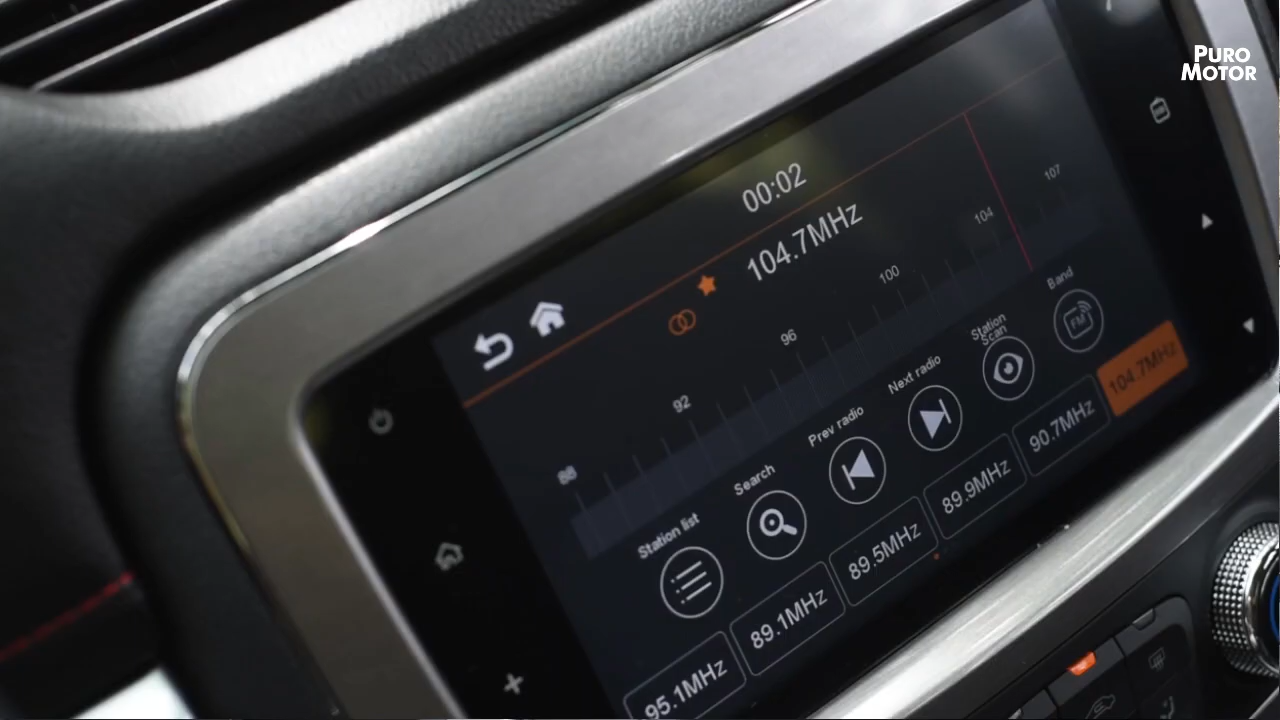 PURO
MOTOR
00:02
104.7MHz
88
92
96
100
104
107
Station list
Search
Prev radio
Next radio
Station
Scan
Band
FM
95.1MHz
89.1MHz
89.5MHz
89.9MHz
90.7MHz
104.7MHz